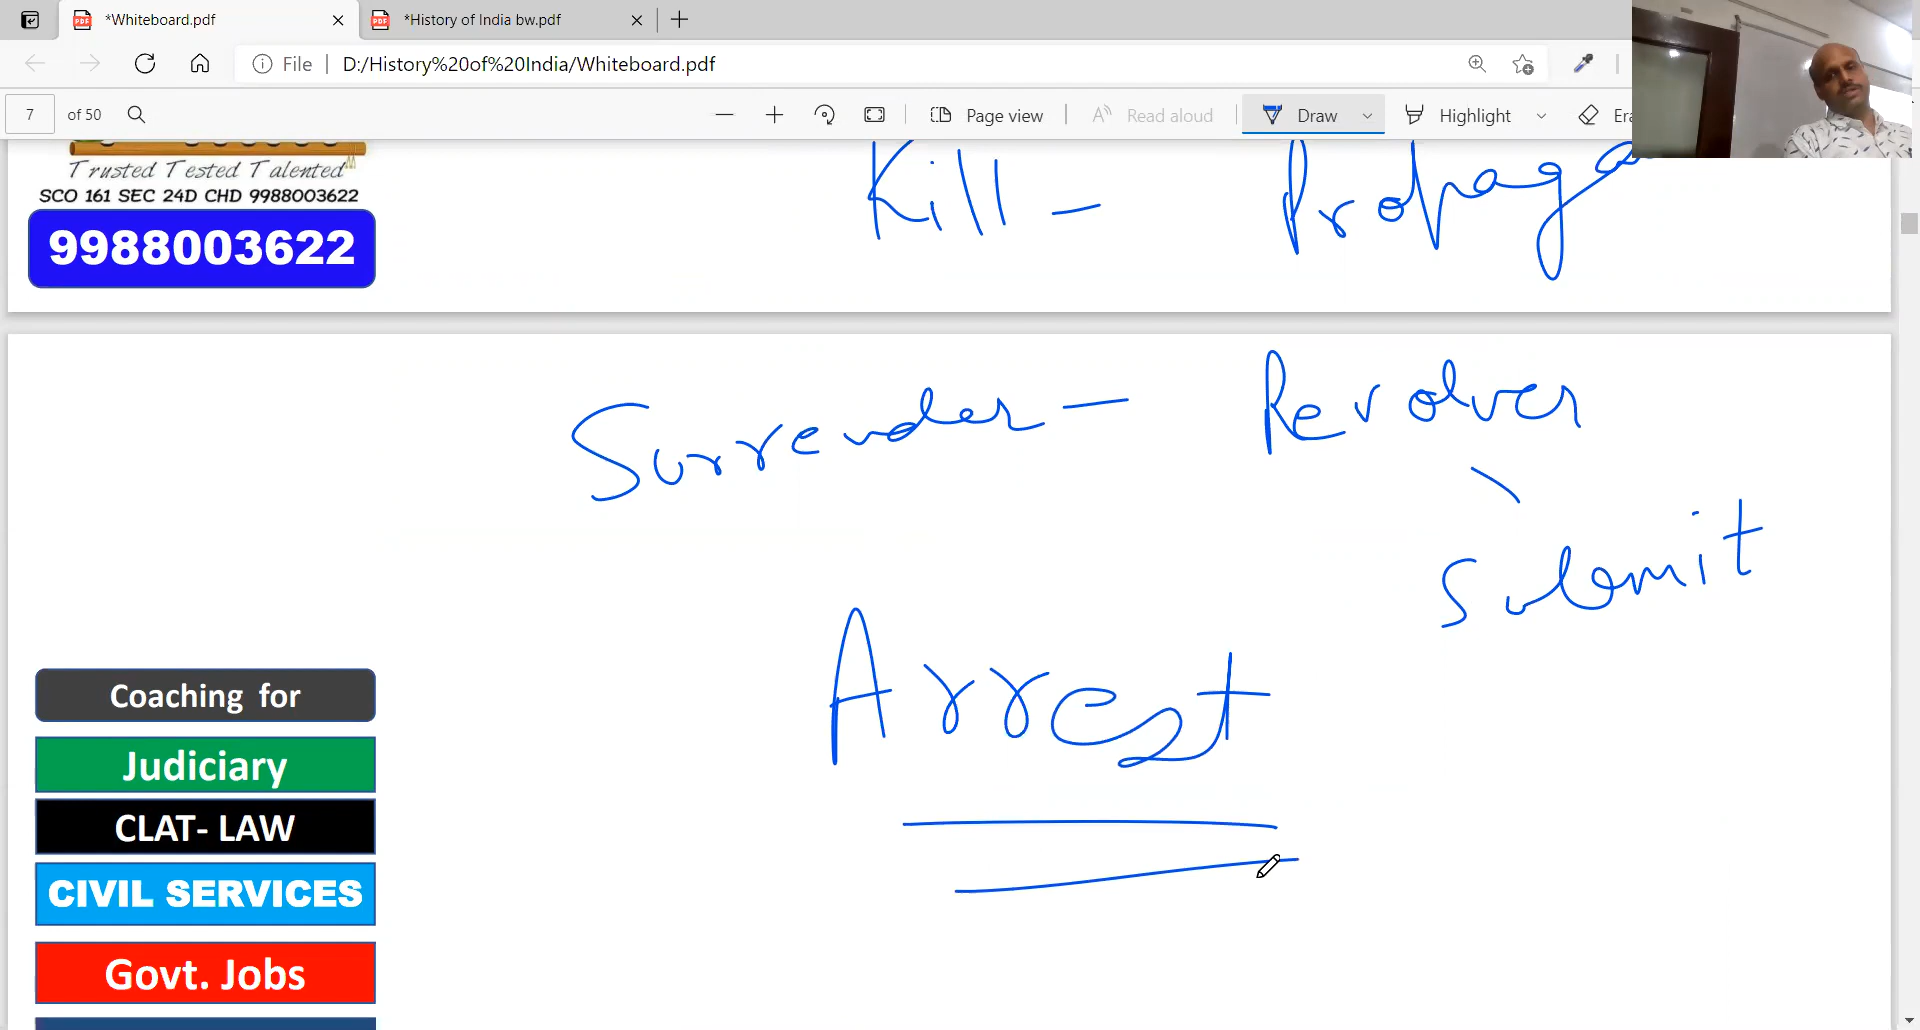 *Whiteboard.pdf
*History of India bw.pdf
File
D:/History%20of%20India/Whiteboard.pdf
7 of 50
Page view
Read aloud
Draw
Highlight
Era
Trusted Tested Talented
SCO 161 SEC 24D CHD 9988003622
9988003622
Kill - Propaga
Surrender - Revolver
Submit
Arrest
Coaching for
Judiciary
CLAT- LAW
CIVIL SERVICES
Govt. Jobs